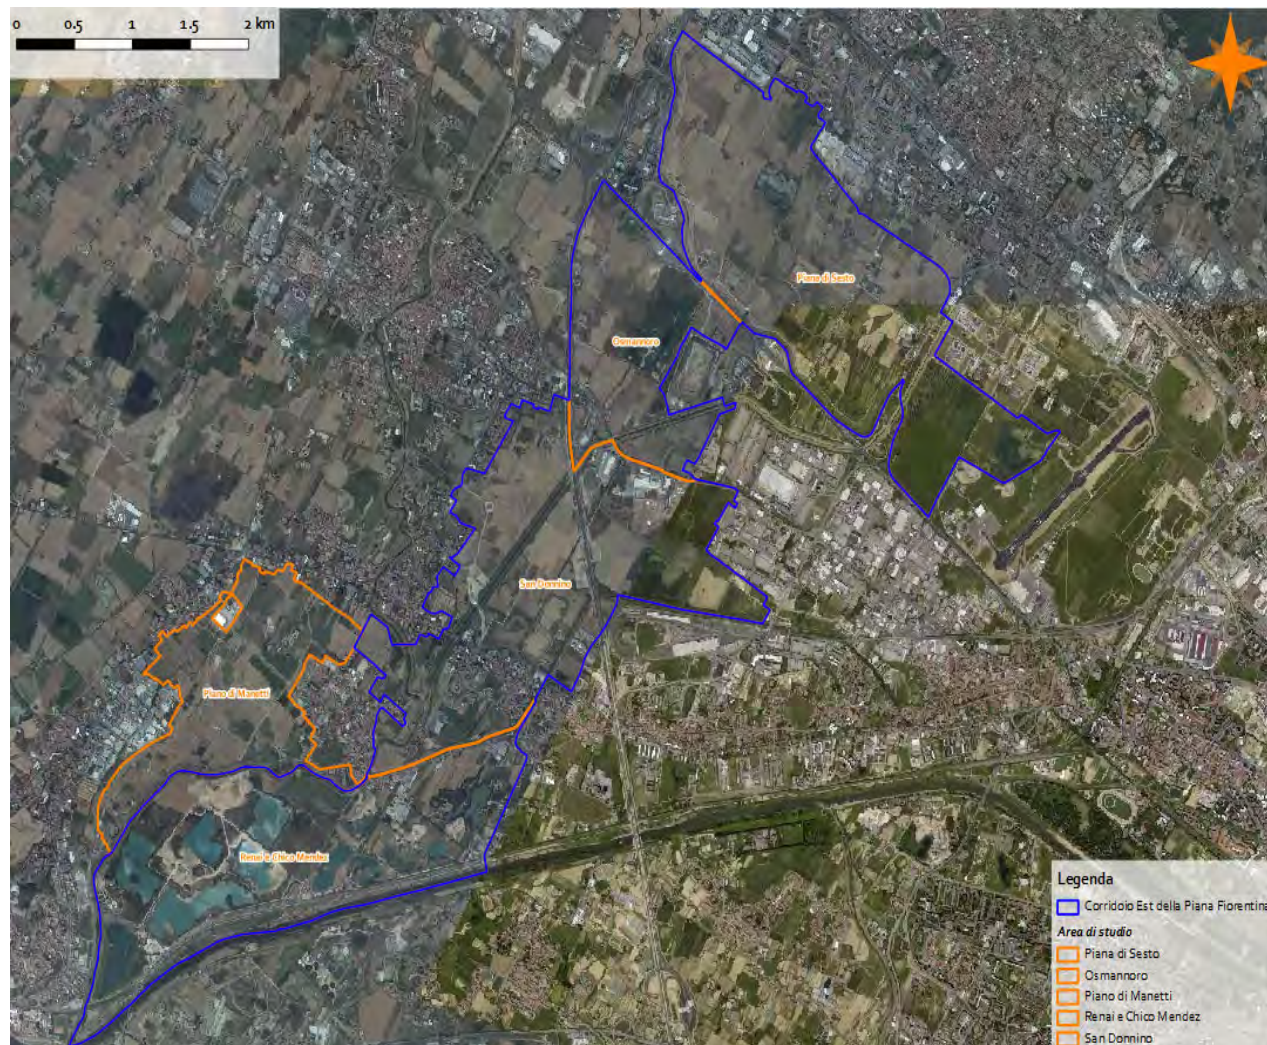 0 0.5 1 1.5 2 km
Piana di Sesto
Osmannoro
San Donnino
Piano di Manetti
Renai e Chico Mendez
Legenda
Corridoio Est della Piana Fiorentina
Area di studio
Piana di Sesto
Osmannoro
Piano di Manetti
Renai e Chico Mendez
San Donnino